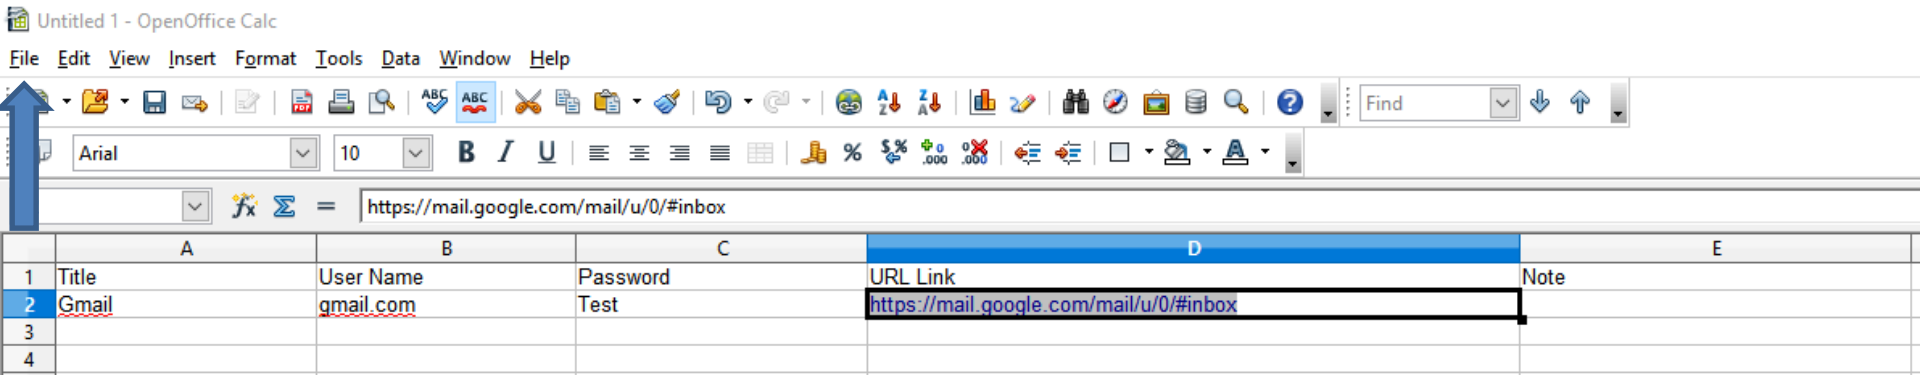 Untitled 1 - OpenOffice Calc
File Edit View Insert Format Tools Data Window Help
ABC ABC Find
Arial 10 B I U
https://mail.google.com/mail/u/0/#inbox
A B C D E
1 Title User Name Password URL Link Note
2 Gmail gmail.com Test https://mail.google.com/mail/u/0/#inbox
3
4